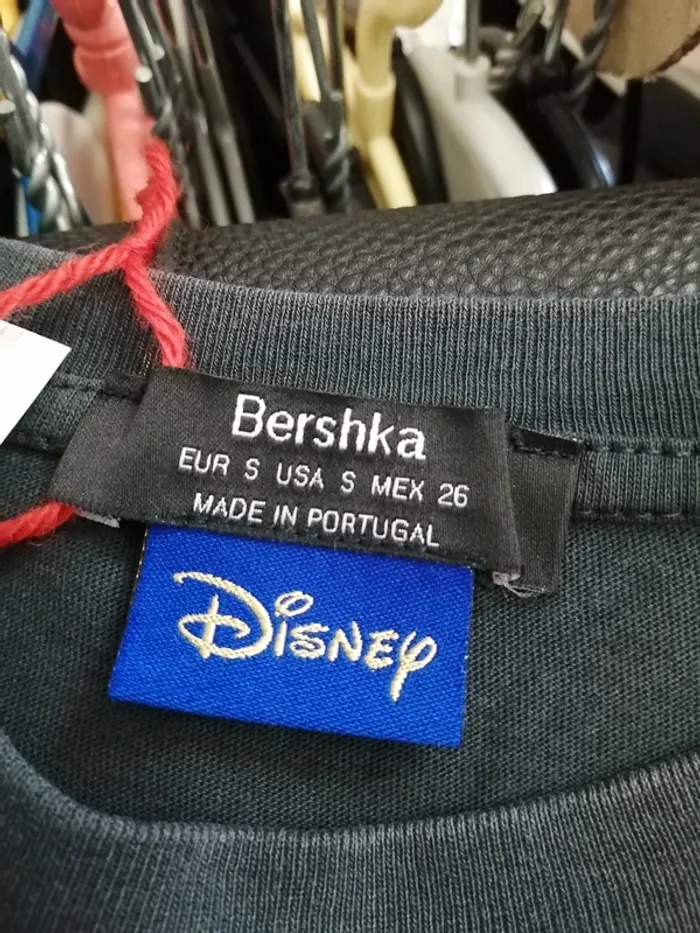 Bershka
EUR S USA S MEX 26
MADE IN PORTUGAL
Disney